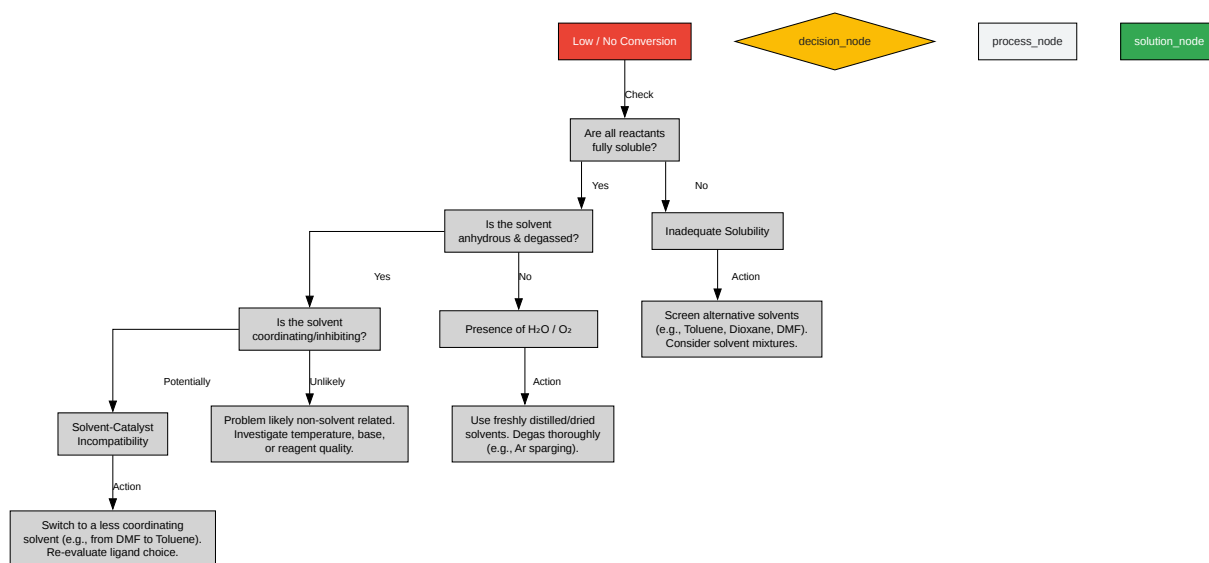 Low / No Conversion
decision_node
process_node
solution_node
Check
Are all reactants
fully soluble?
Yes
No
Is the solvent
anhydrous & degassed?
Inadequate Solubility
Yes
No
Action
Is the solvent
coordinating/inhibiting?
Presence of H₂O / O₂
Screen alternative solvents
(e.g., Toluene, Dioxane, DMF).
Consider solvent mixtures.
Potentially
Unlikely
Action
Solvent-Catalyst
Incompatibility
Problem likely non-solvent related.
Investigate temperature, base,
or reagent quality.
Use freshly distilled/dried
solvents. Degas thoroughly
(e.g., Ar sparging).
Action
Switch to a less coordinating
solvent (e.g., from DMF to Toluene).
Re-evaluate ligand choice.